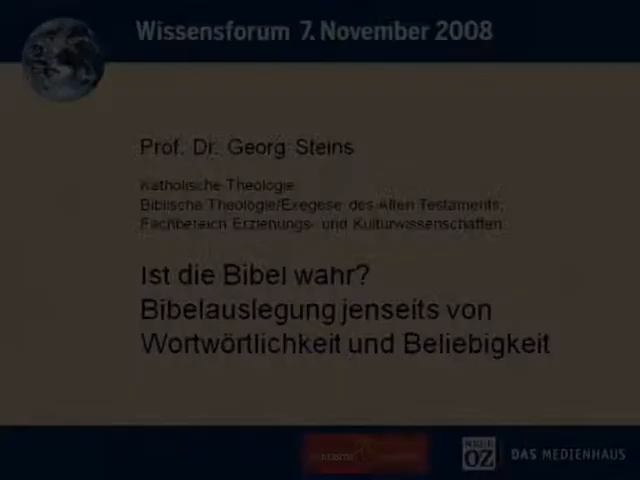 Wissensforum 7. November 2008
Prof. Dr. Georg Steins
Katholische Theologie
Biblische Theologie/Exegese des Alten Testaments,
Fachbereich Erziehungs- und Kulturwissenschaften
Ist die Bibel wahr?
Bibelauslegung jenseits von
Wortwörtlichkeit und Beliebigkeit
OZ DAS MEDIENHAUS